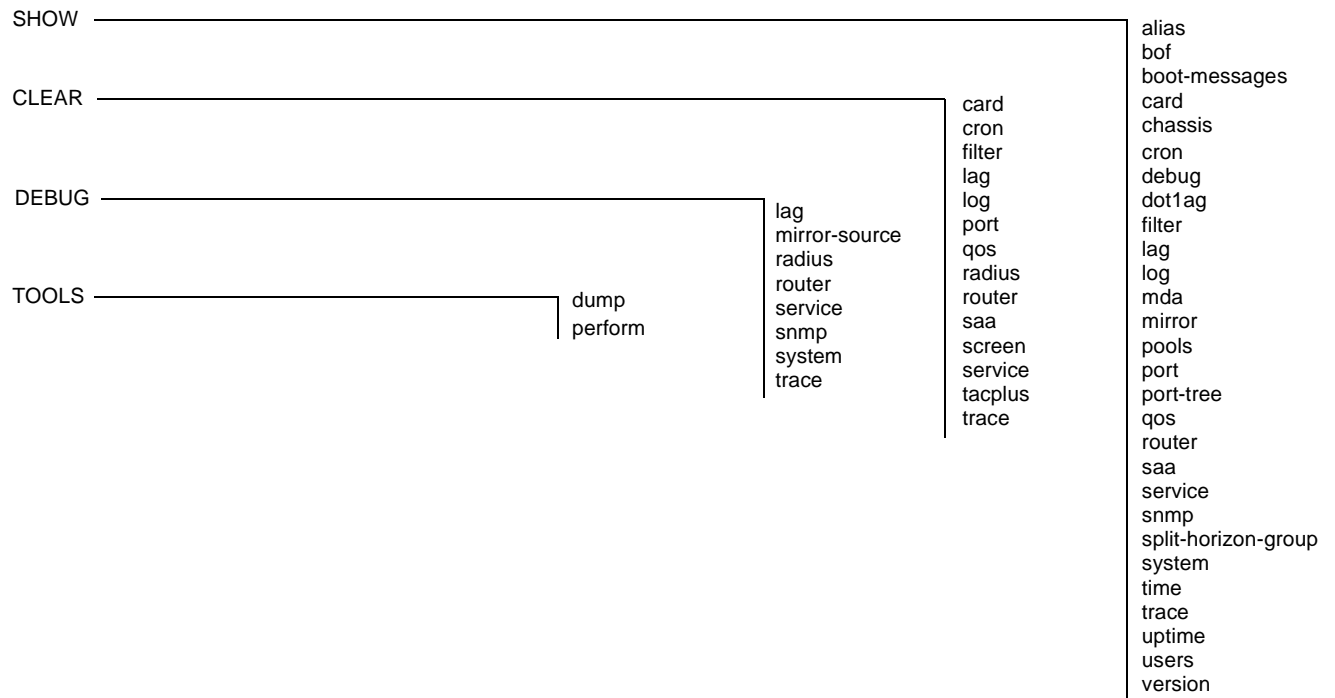 SHOW
alias
bof
boot-messages
card
chassis
cron
debug
dot1ag
filter
lag
log
mda
mirror
pools
port
port-tree
qos
router
saa
service
snmp
split-horizon-group
system
time
trace
uptime
users
version
CLEAR
card
cron
filter
lag
log
port
qos
radius
router
saa
screen
service
tacplus
trace
DEBUG
lag
mirror-source
radius
router
service
snmp
system
trace
TOOLS
dump
perform